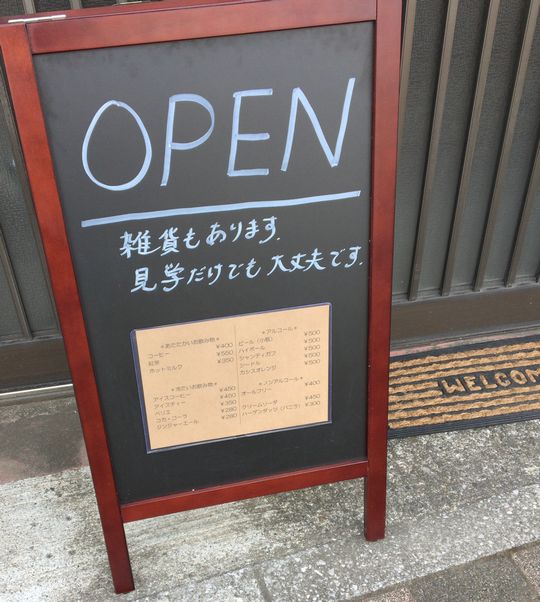 OPEN
雑貨もあります.
見学だけでも大丈夫です.
＊あたたかいお飲み物＊
コーヒー ¥400
紅茶 ¥550
ホットミルク ¥350
＊冷たいお飲み物＊
アイスコーヒー ¥450
アイスティー ¥450
ペリエ ¥350
コカ・コーラ ¥280
ジンジャーエール ¥280
＊アルコール＊
ビール（小瓶） ¥500
ハイボール ¥500
シャンディガフ ¥500
シードル ¥500
カシスオレンジ ¥500
＊ノンアルコール＊
オールフリー ¥400
クリームソーダ ¥450
ハーゲンダッツ（バニラ） ¥300
WELCOM